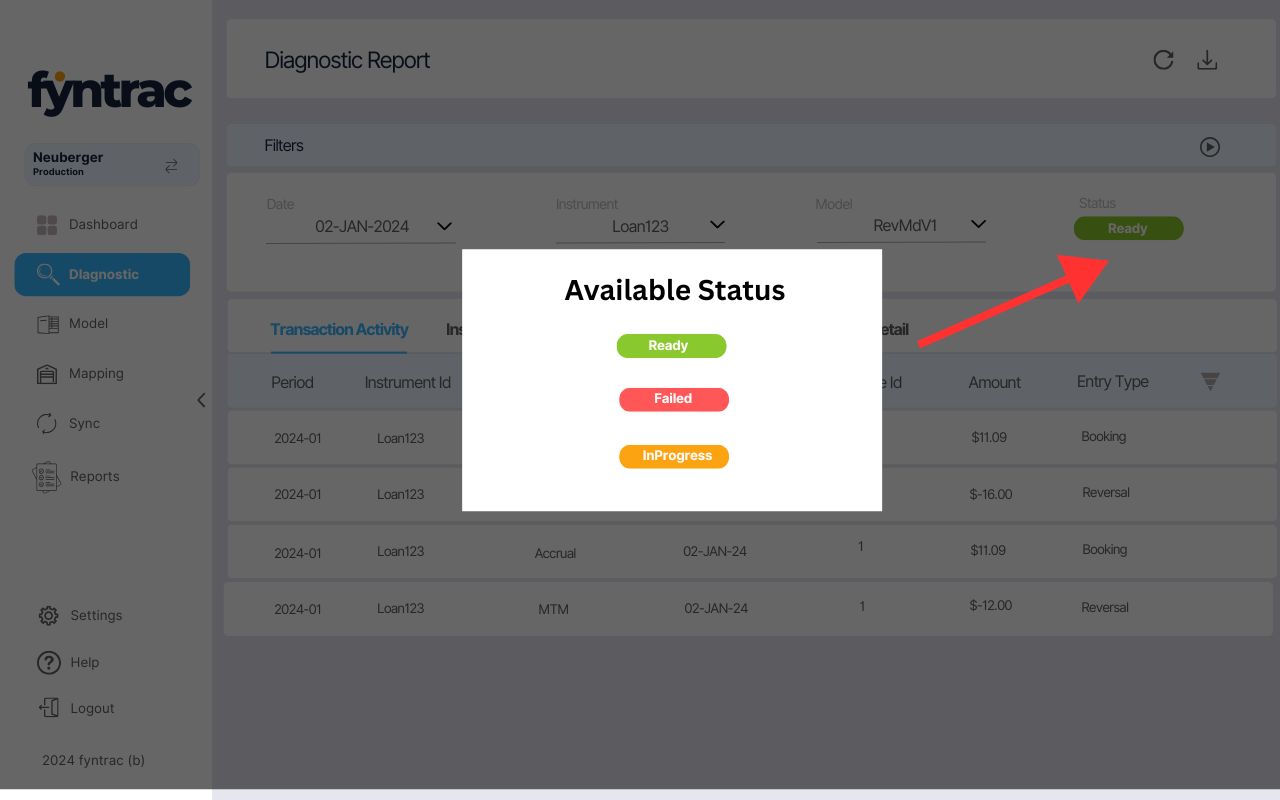 fyntrac
Neuberger
Production
Dashboard
DIagnostic
Model
Mapping
Sync
Reports
Settings
Help
Logout
2024 fyntrac (b)
Diagnostic Report
Filters
Date
02-JAN-2024
Instrument
Loan123
Model
RevMdV1
Status
Ready
Available Status
Ready
Failed
InProgress
Transaction Activity
Period Instrument Id Id Amount Entry Type
2024-01 Loan123 $11.09 Booking
2024-01 Loan123 $-16.00 Reversal
2024-01 Loan123 Accrual 02-JAN-24 1 $11.09 Booking
2024-01 Loan123 MTM 02-JAN-24 1 $-12.00 Reversal